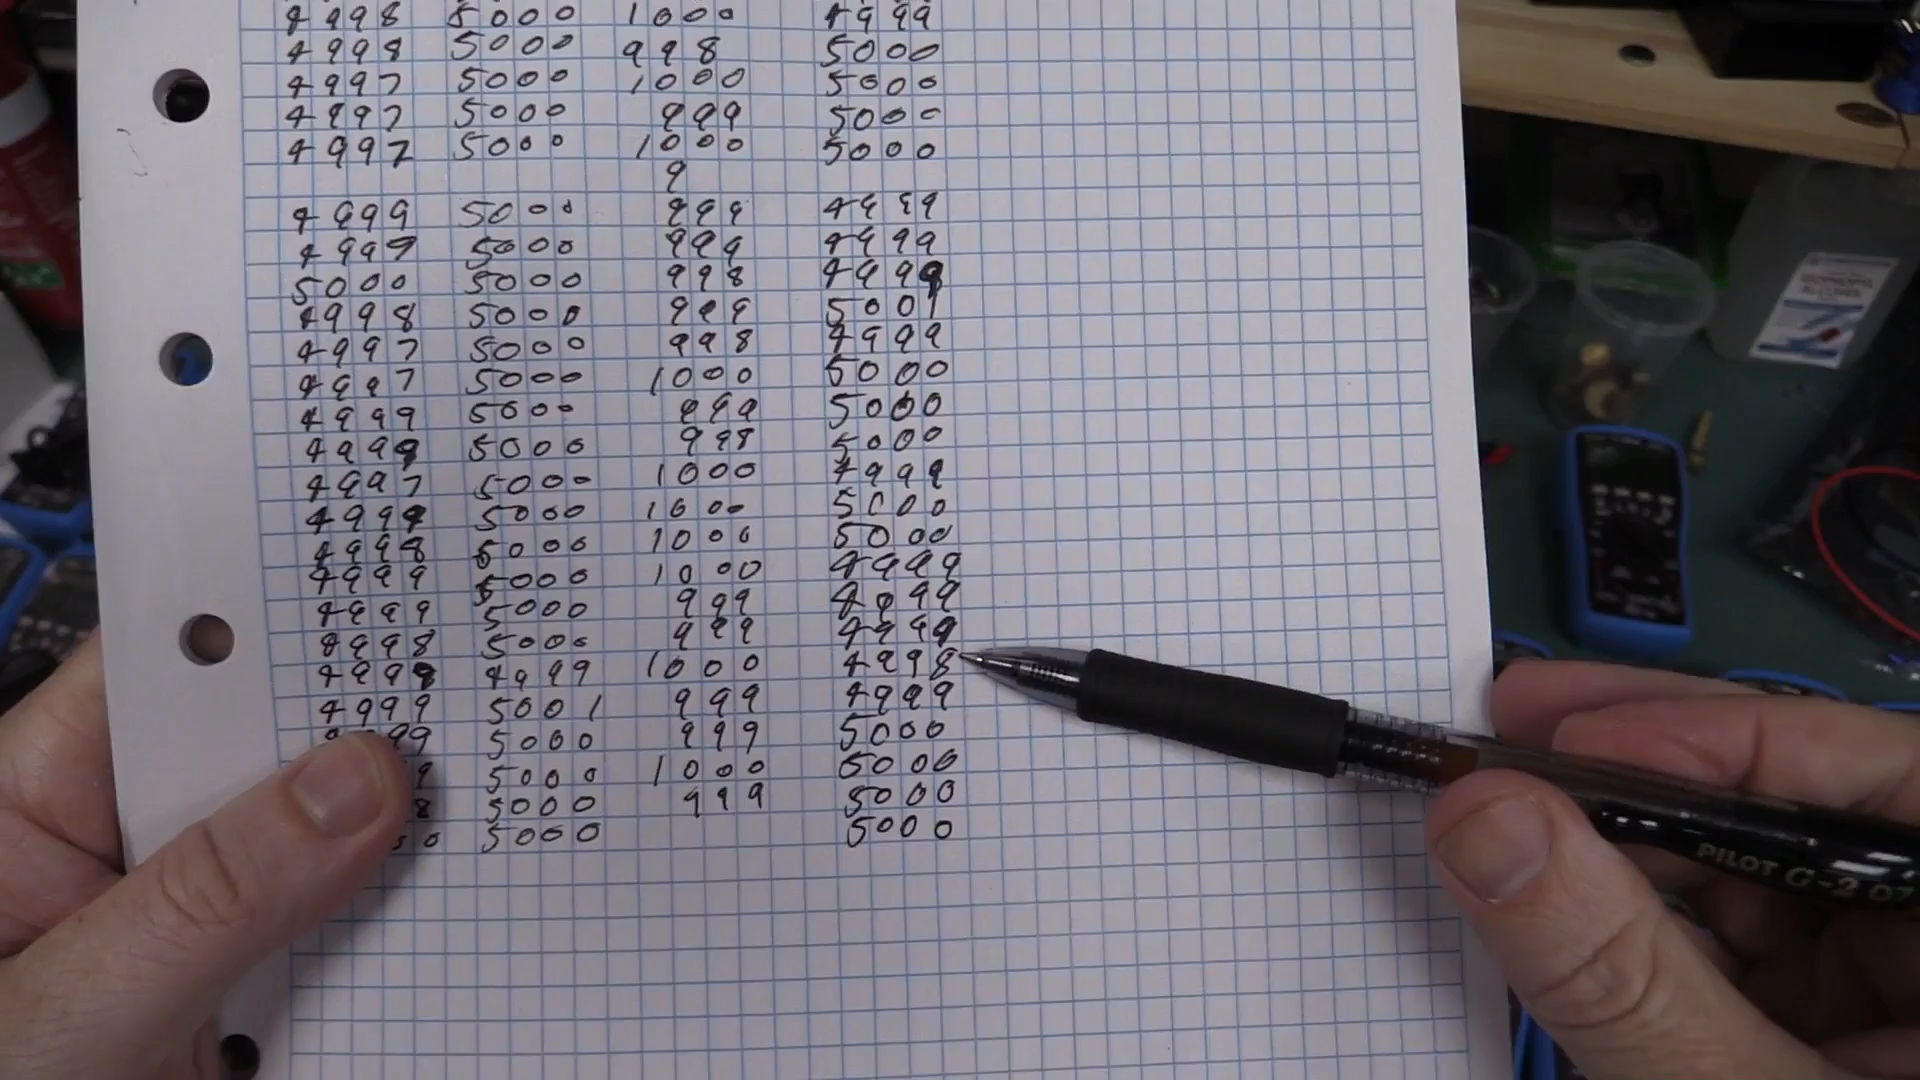 4998 5000 1000 4999
4998 5000 998 5000
4997 5000 1000 5000
4997 5000 999 5000
4997 5000 1000 5000
9
4999 5000 999 4999
4999 5000 999 4999
5000 5000 998 4999
4998 5000 999 5001
4997 5000 998 4999
4997 5000 1000 5000
4999 5000 999 5000
4999 5000 998 5000
4997 5000 1000 4999
4999 5000 1000 5000
4998 5000 1000 5000
4999 5000 1000 4999
4999 5000 999 4999
4998 5000 999 4999
4999 4999 1000 4998
4999 5001 999 4999
99 5000 999 5000
9 5000 1000 5000
8 5000 999 5000
0 5000 5000
PILOT G-2 07